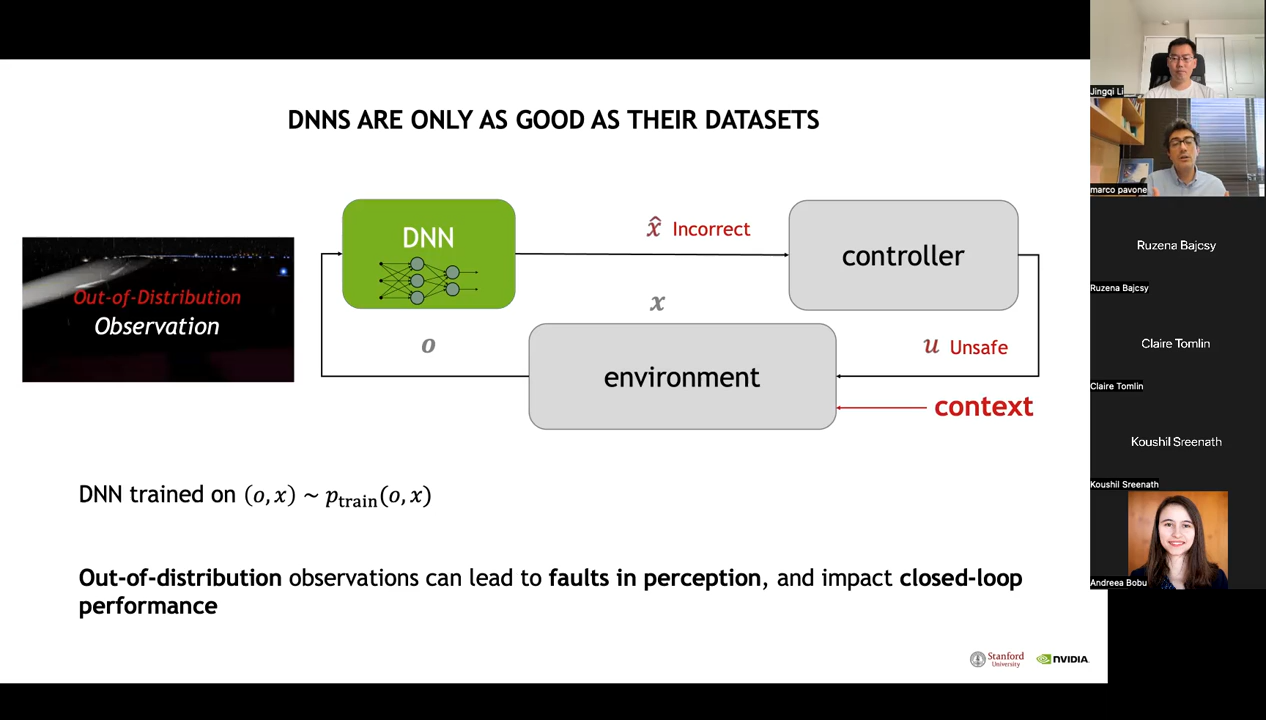 DNNS ARE ONLY AS GOOD AS THEIR DATASETS
DNN
x̂ Incorrect
controller
Out-of-Distribution
Observation
x
o
u Unsafe
environment
context
DNN trained on (o, x) ~ p_train(o, x)
Out-of-distribution observations can lead to faults in perception, and impact closed-loop
performance
Stanford
University
NVIDIA
Jingqi Li
marco pavone
Ruzena Bajcsy
Ruzena Bajcsy
Claire Tomlin
Claire Tomlin
Koushil Sreenath
Koushil Sreenath
Andreea Bobu